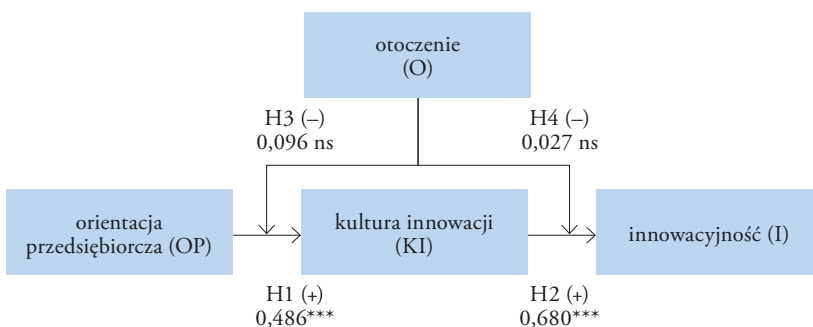 otoczenie
(O)
H3 (–)
0,096 ns
H4 (–)
0,027 ns
orientacja
przedsiębiorcza (OP)
kultura innowacji
(KI)
innowacyjność (I)
H1 (+)
0,486***
H2 (+)
0,680***